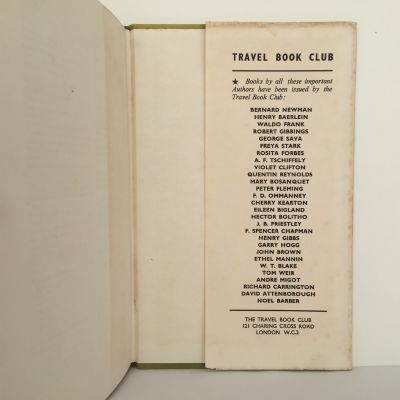 TRAVEL BOOK CLUB
★ Books by all these important
Authors have been issued by the
Travel Book Club:
BERNARD NEWMAN
HENRY BAERLEIN
WALDO FRANK
ROBERT GIBBINGS
GEORGE SAVA
FREYA STARK
ROSITA FORBES
A. F. TSCHIFFELY
VIOLET CLIFTON
QUENTIN REYNOLDS
MARY BOSANQUET
PETER FLEMING
F. D. OMMANNEY
CHERRY KEARTON
EILEEN BIGLAND
HECTOR BOLITHO
J. B. PRIESTLEY
F. SPENCER CHAPMAN
HENRY GIBBS
GARRY HOGG
JOHN BROWN
ETHEL MANNIN
W. T. BLAKE
TOM WEIR
ANDRE MIGOT
RICHARD CARRINGTON
DAVID ATTENBOROUGH
NOEL BARBER
THE TRAVEL BOOK CLUB
121 CHARING CROSS ROAD
LONDON W.C.2